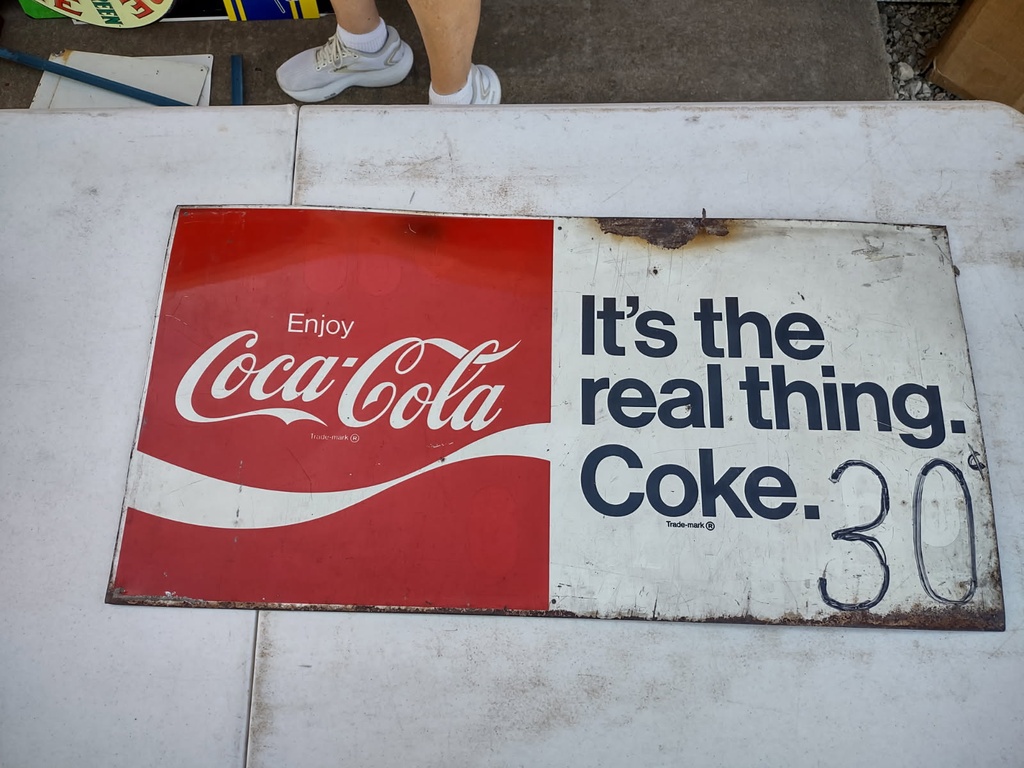 Enjoy
Coca-Cola
Trade-mark ®
It's the
real thing.
Coke.
Trade-mark ®
30¢